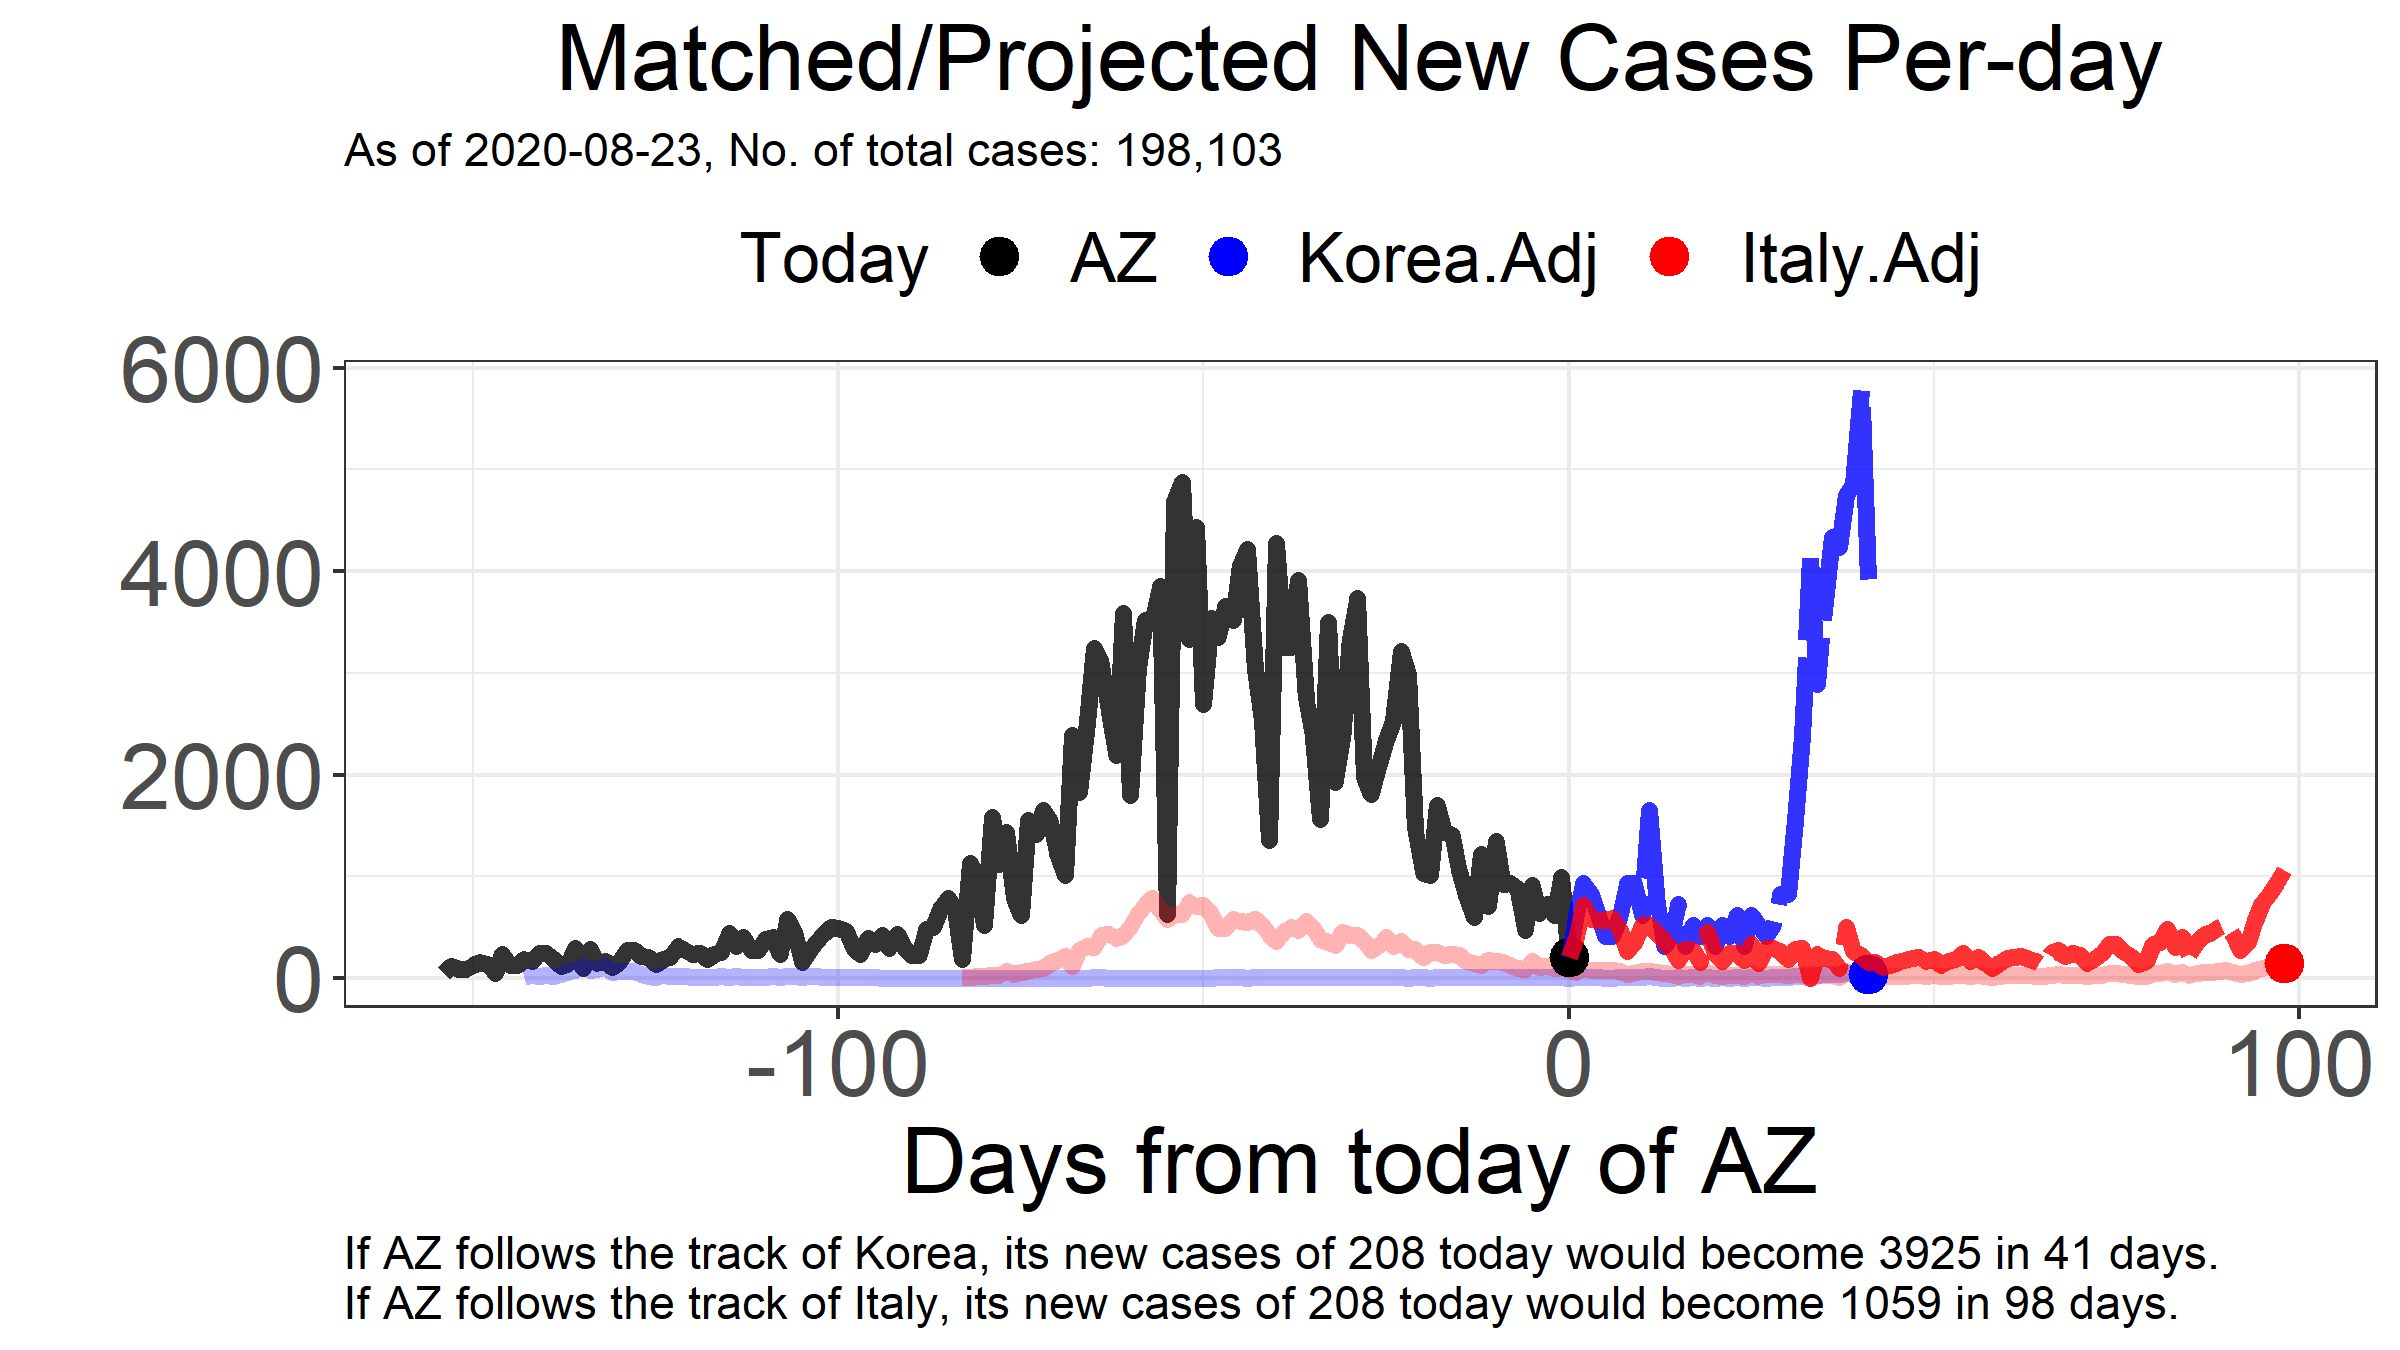 Matched/Projected New Cases Per-day
As of 2020-08-23, No. of total cases: 198,103
Today AZ Korea.Adj Italy.Adj
6000
4000
2000
0
-100 0 100
Days from today of AZ
If AZ follows the track of Korea, its new cases of 208 today would become 3925 in 41 days.
If AZ follows the track of Italy, its new cases of 208 today would become 1059 in 98 days.